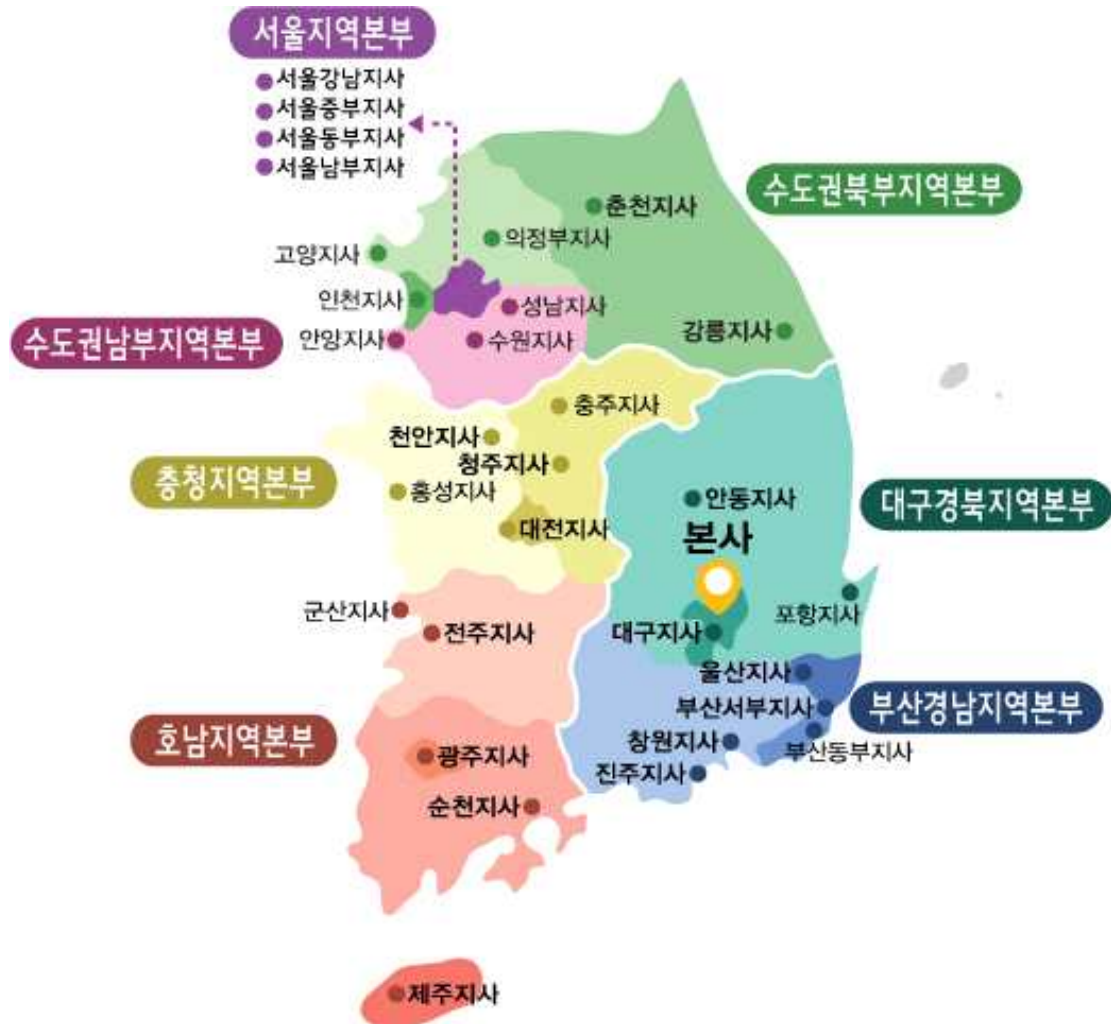 서울지역본부
서울강남지사
서울중부지사
서울동부지사
서울남부지사
수도권북부지역본부
춘천지사
의정부지사
고양지사
인천지사
성남지사
수도권남부지역본부
안양지사
수원지사
강릉지사
충주지사
천안지사
청주지사
충청지역본부
홍성지사
안동지사
대구경북지역본부
대전지사
본사
군산지사
포항지사
전주지사
대구지사
울산지사
부산서부지사
부산경남지역본부
호남지역본부
창원지사
부산동부지사
광주지사
진주지사
순천지사
제주지사